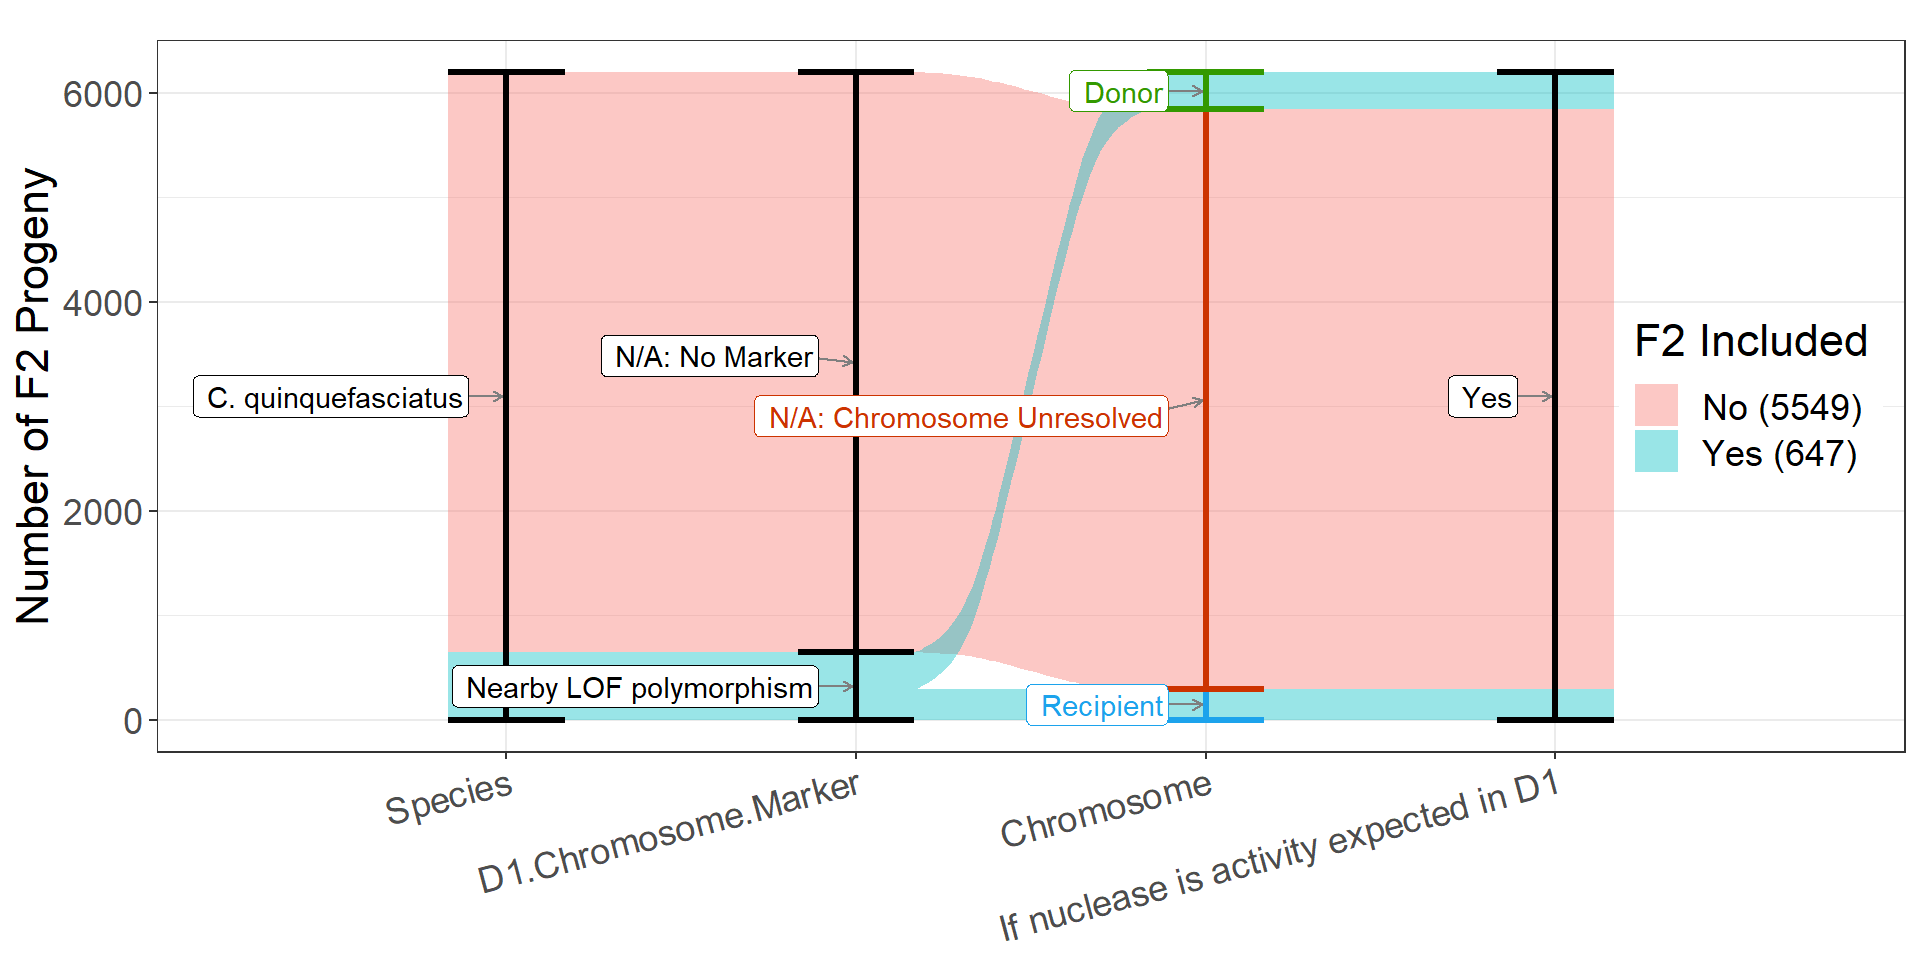 Number of F2 Progeny
6000
4000
2000
0
Donor
N/A: No Marker
C. quinquefasciatus
N/A: Chromosome Unresolved
Yes
Nearby LOF polymorphism
Recipient
F2 Included
No (5549)
Yes (647)
Species
D1.Chromosome.Marker
Chromosome
If nuclease is activity expected in D1